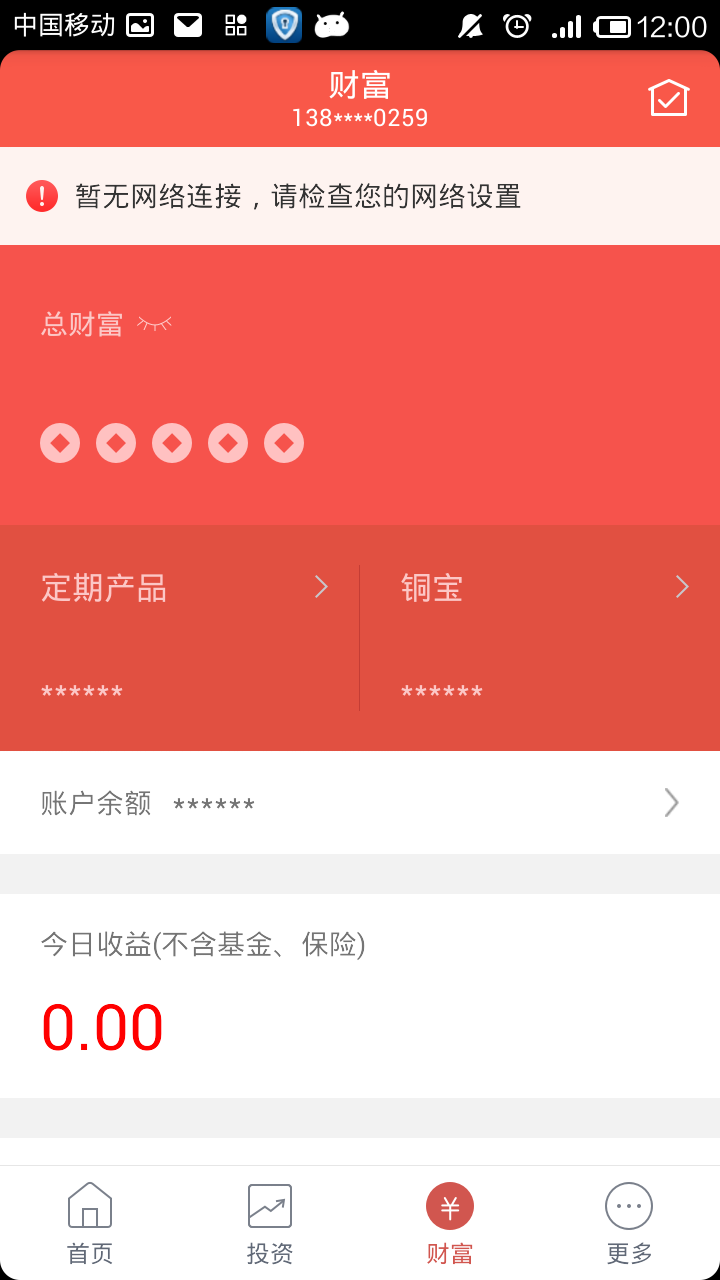 中国移动 12:00
财富
138****0259
暂无网络连接，请检查您的网络设置
总财富
定期产品 铜宝
****** ******
账户余额 ******
今日收益(不含基金、保险)
0.00
首页 投资 财富 更多